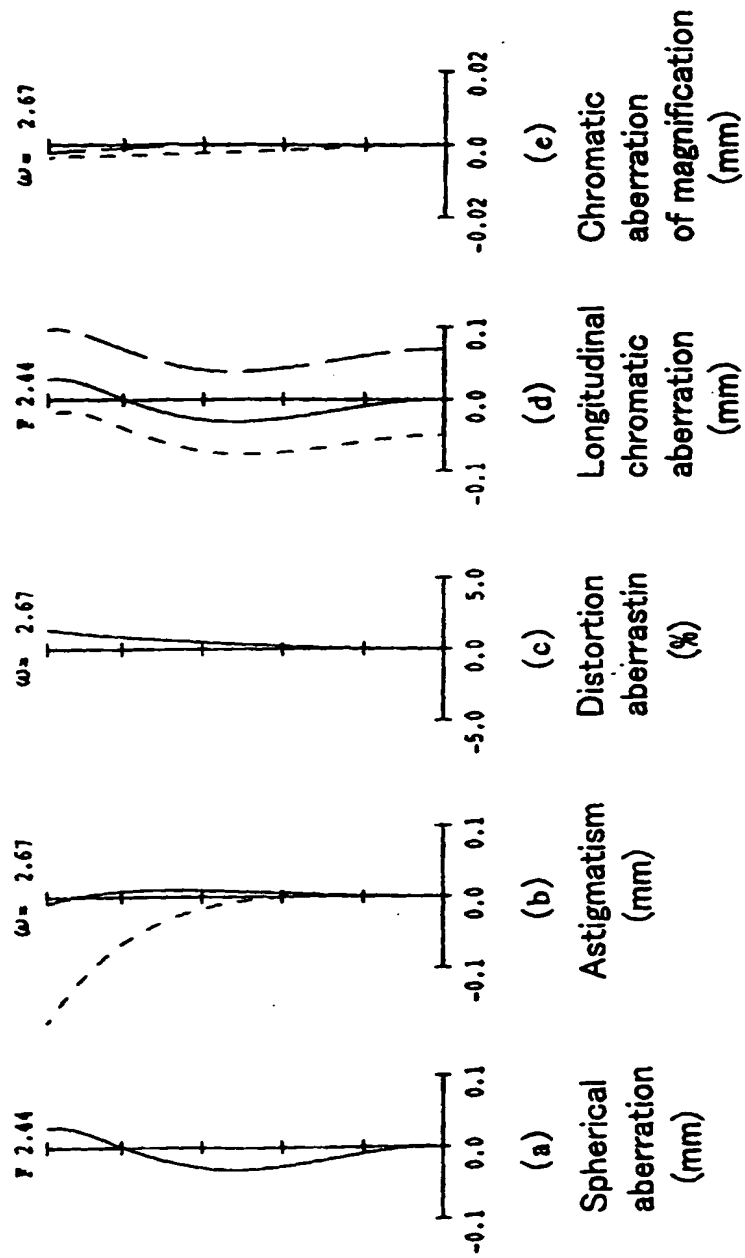 F 2.44
-0.1 0.0 0.1
(a)
Spherical
aberration
(mm)
ω= 2.67
-0.1 0.0 0.1
(b)
Astigmatism
(mm)
ω= 2.67
-5.0 0.0 5.0
(c)
Distortion
aberrastin
(%)
F 2.44
-0.1 0.0 0.1
(d)
Longitudinal
chromatic
aberration
(mm)
ω= 2.67
-0.02 0.0 0.02
(e)
Chromatic
aberration
of magnification
(mm)